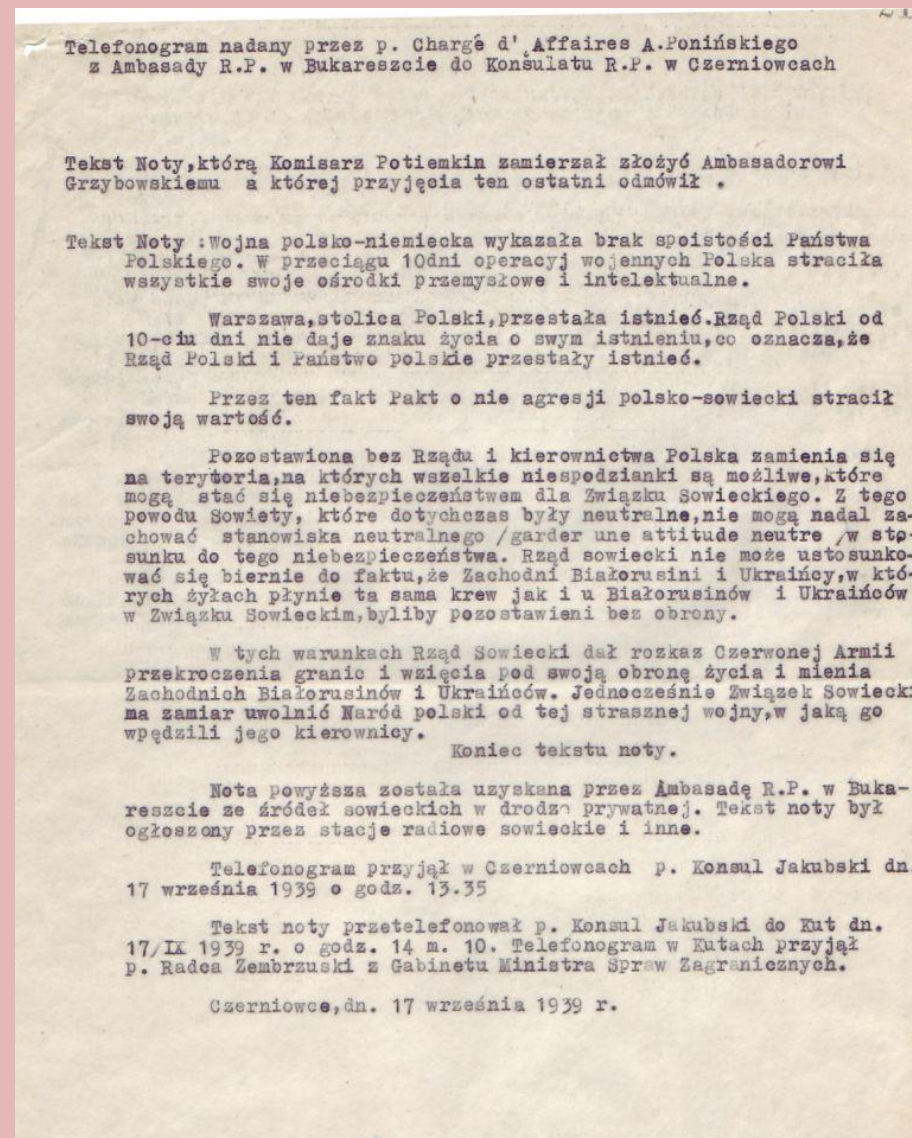 Telefonogram nadany przez p. Chargé d' Affaires A.Ponińskiego
z Ambasady R.P. w Bukareszcie do Konsulatu R.P. w Czerniowcach
Tekst Noty,którą Komisarz Potiemkin zamierzał złożyć Ambasadorowi
Grzybowskiemu a której przyjęcia ten ostatni odmówił .
Tekst Noty :Wojna polsko-niemiecka wykazała brak spoistości Państwa
Polskiego. W przeciągu 10dni operacyj wojennych Polska straciła
wszystkie swoje ośrodki przemysłowe i intelektualne.
Warszawa,stolica Polski,przestała istnieć.Rząd Polski od
10-ciu dni nie daje znaku życia o swym istnieniu,co oznacza,że
Rząd Polski i Państwo polskie przestały istnieć.
Przez ten fakt Pakt o nie agresji polsko-sowiecki stracił
swoją wartość.
Pozostawiona bez Rządu i kierownictwa Polska zamienia się
na terytoria,na których wszelkie niespodzianki są możliwe,które
mogą stać się niebezpieczeństwem dla Związku Sowieckiego. Z tego
powodu Sowiety, które dotychczas były neutralne,nie mogą nadal za-
chować stanowiska neutralnego /garder une attitude neutre /w sto-
sunku do tego niebezpieczeństwa. Rząd sowiecki nie może ustosunko-
wać się biernie do faktu,że Zachodni Białorusini i Ukraińcy,w któ-
rych żyłach płynie ta sama krew jak i u Białorusinów i Ukraińców
w Związku Sowieckim,byliby pozostawieni bez obrony.
W tych warunkach Rząd Sowiecki dał rozkaz Czerwonej Armii
przekroczenia granic i wzięcia pod swoją obronę życia i mienia
Zachodnich Białorusinów i Ukraińców. Jednocześnie Związek Sowiecki
ma zamiar uwolnić Naród polski od tej strasznej wojny,w jaką go
wpędzili jego kierownicy.
Koniec tekstu noty.
Nota powyższa została uzyskana przez Ambasadę R.P. w Buka-
reszcie ze źródeł sowieckich w drodze prywatnej. Tekst noty był
ogłoszony przez stacje radiowe sowieckie i inne.
Telefonogram przyjął w Czerniowcach p. Konsul Jakubski dn.
17 września 1939 o godz. 13.35
Tekst noty przetelefonował p. Konsul Jakubski do Kut dn.
17/IX 1939 r. o godz. 14 m. 10. Telefonogram w Kutach przyjął
p. Radca Zembrzuski z Gabinetu Ministra Spraw Zagranicznych.
Czerniowce,dn. 17 września 1939 r.